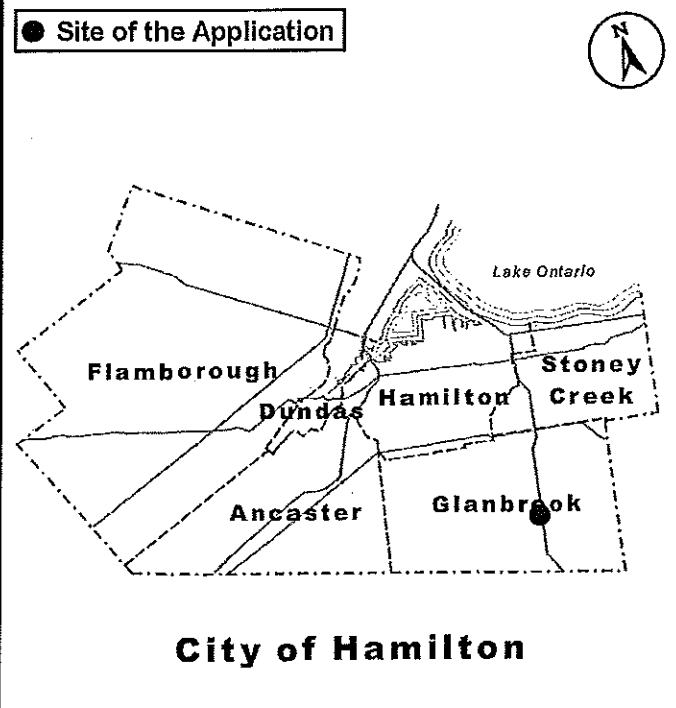 Site of the Application
N
Lake Ontario
Flamborough
Stoney
Creek
Dundas
Hamilton
Ancaster
Glanbrook
City of Hamilton